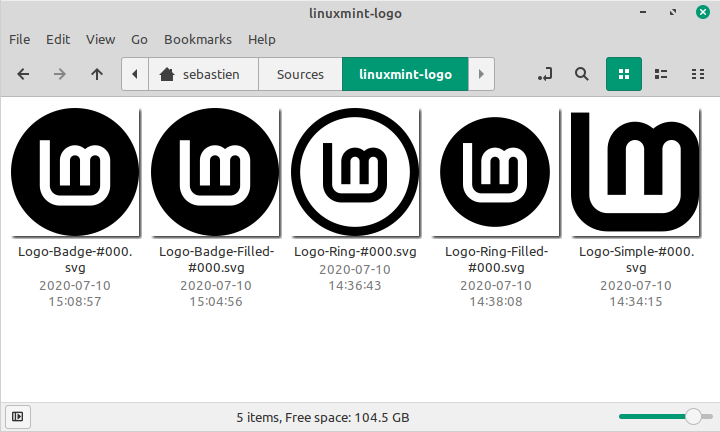 linuxmint-logo
File Edit View Go Bookmarks Help
sebastien Sources linuxmint-logo
Logo-Badge-#000.
svg
2020-07-10
15:08:57
Logo-Badge-Filled-
#000.svg
2020-07-10
15:04:56
Logo-Ring-#000.svg
2020-07-10
14:36:43
Logo-Ring-Filled-
#000.svg
2020-07-10
14:38:08
Logo-Simple-#000.
svg
2020-07-10
14:34:15
5 items, Free space: 104.5 GB